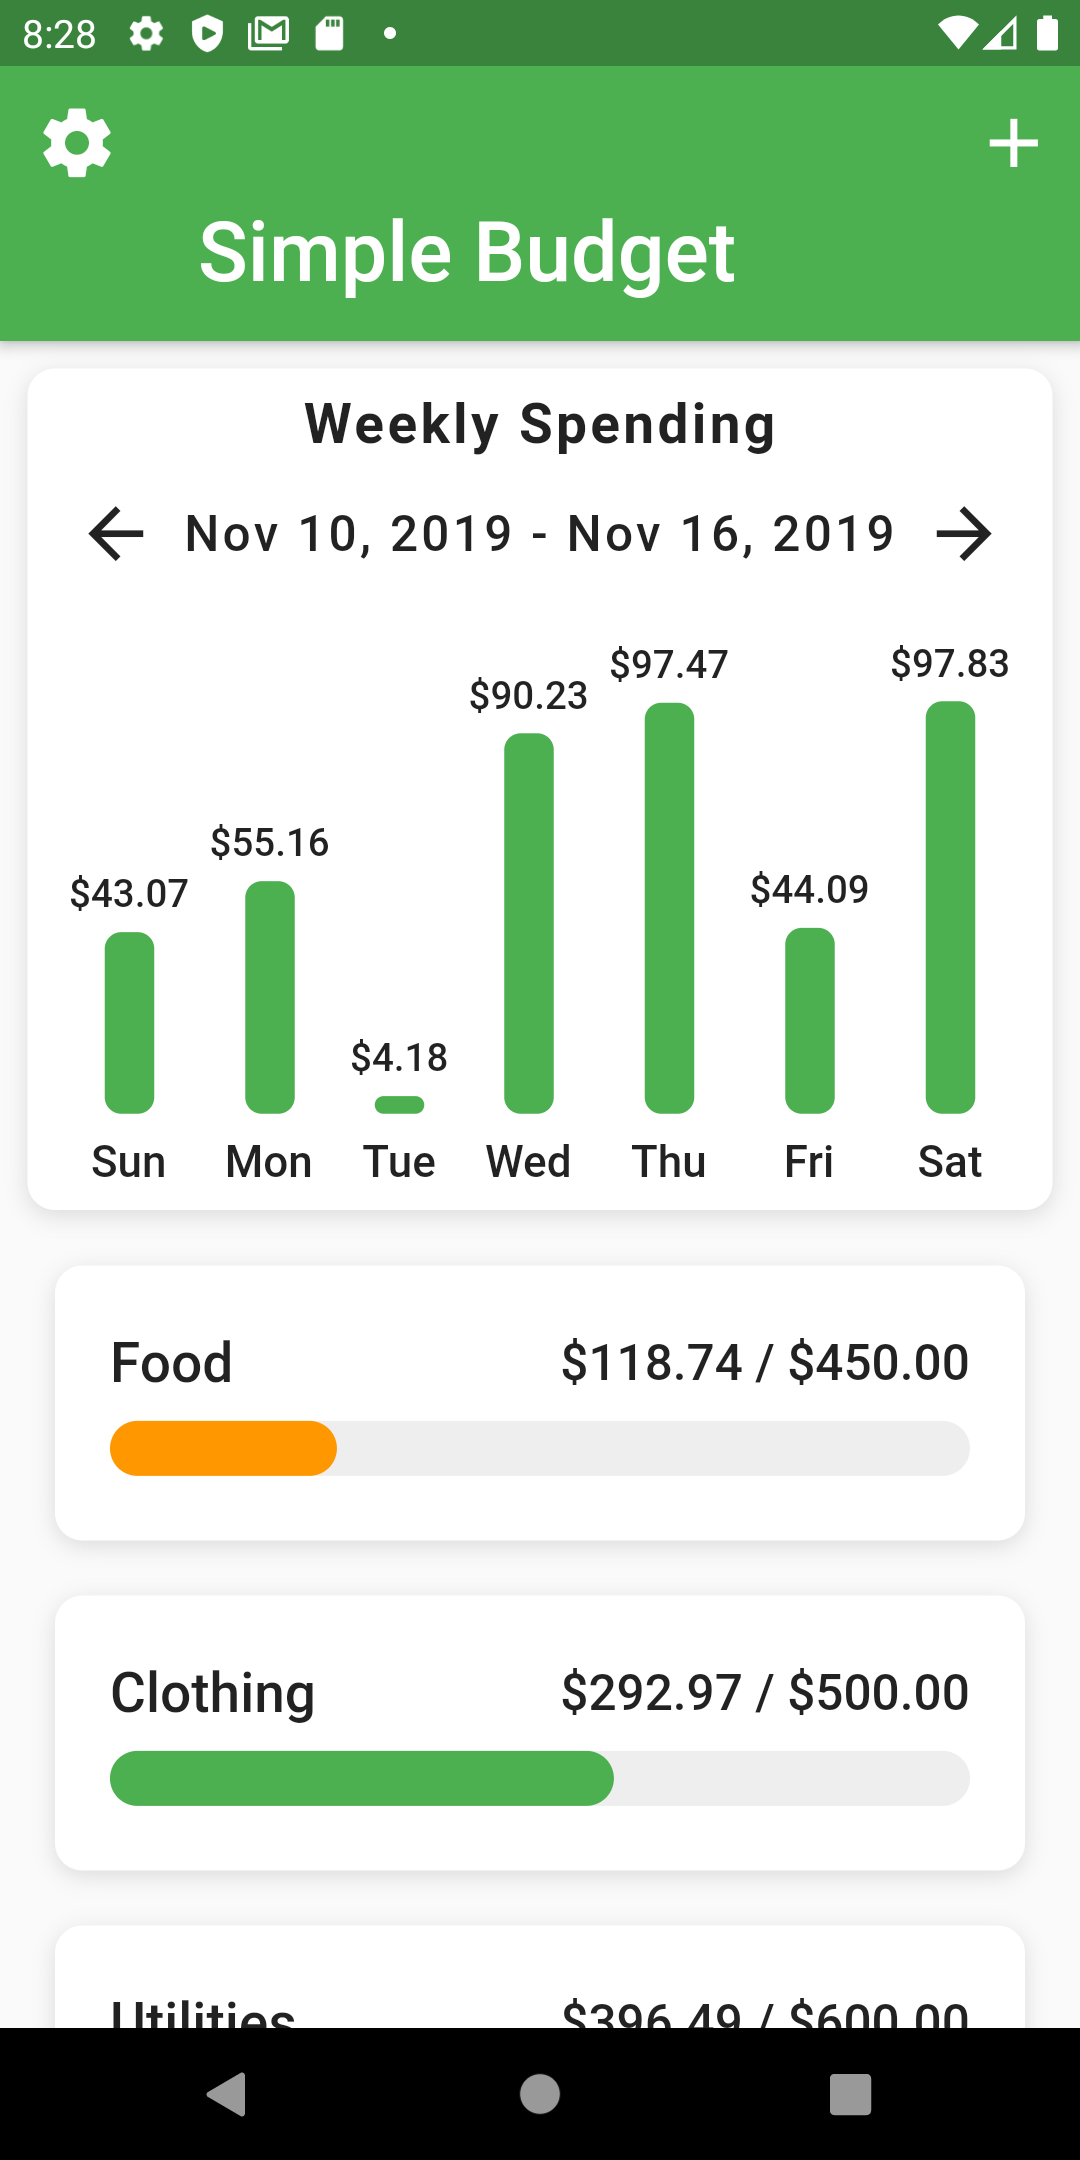 8:28
Simple Budget
Weekly Spending
Nov 10, 2019 - Nov 16, 2019
$43.07 $55.16 $4.18 $90.23 $97.47 $44.09 $97.83
Sun Mon Tue Wed Thu Fri Sat
Food $118.74 / $450.00
Clothing $292.97 / $500.00
Utilities $396.49 / $600.00